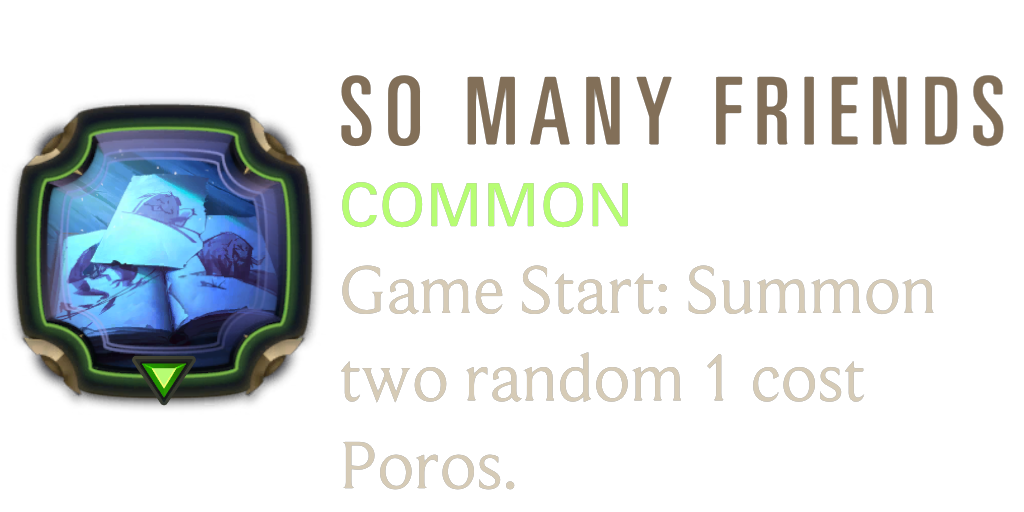 SO MANY FRIENDS
COMMON
Game Start: Summon
two random 1 cost
Poros.